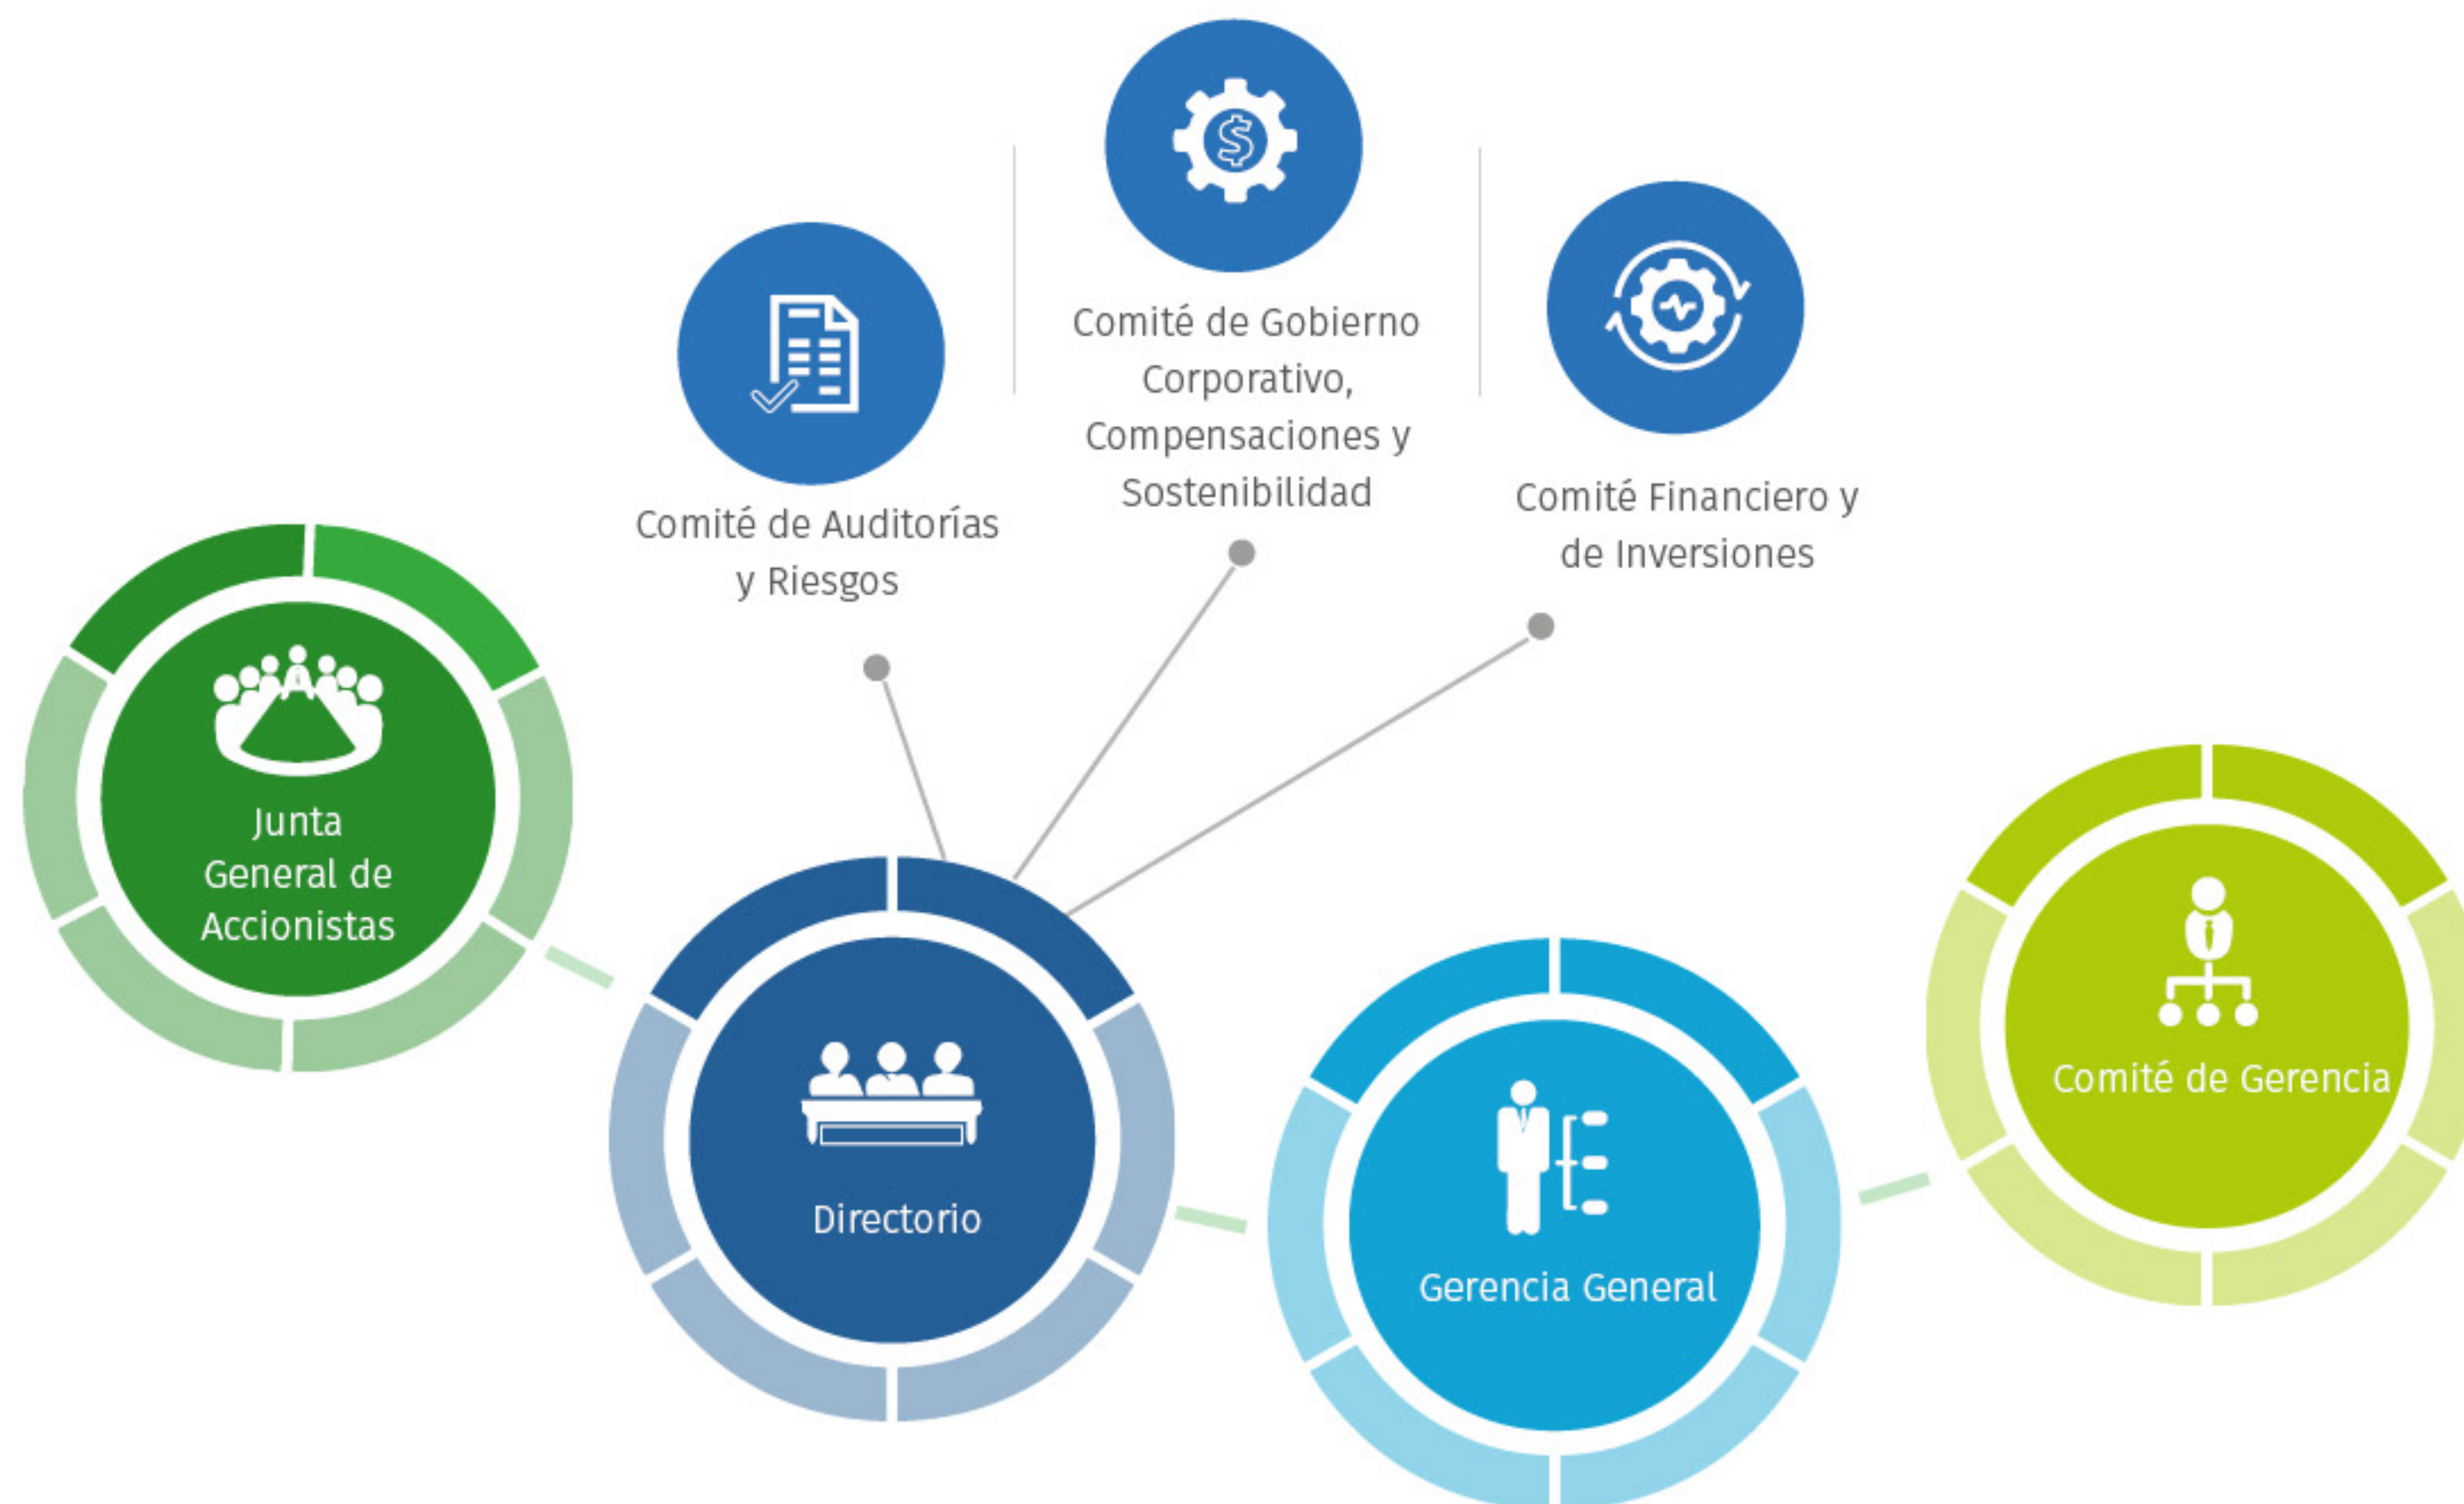 Comité de Gobierno
Corporativo,
Compensaciones y
Sostenibilidad
Comité Financiero y
de Inversiones
Comité de Auditorías
y Riesgos
Junta
General de
Accionistas
Directorio
Gerencia General
Comité de Gerencia
$